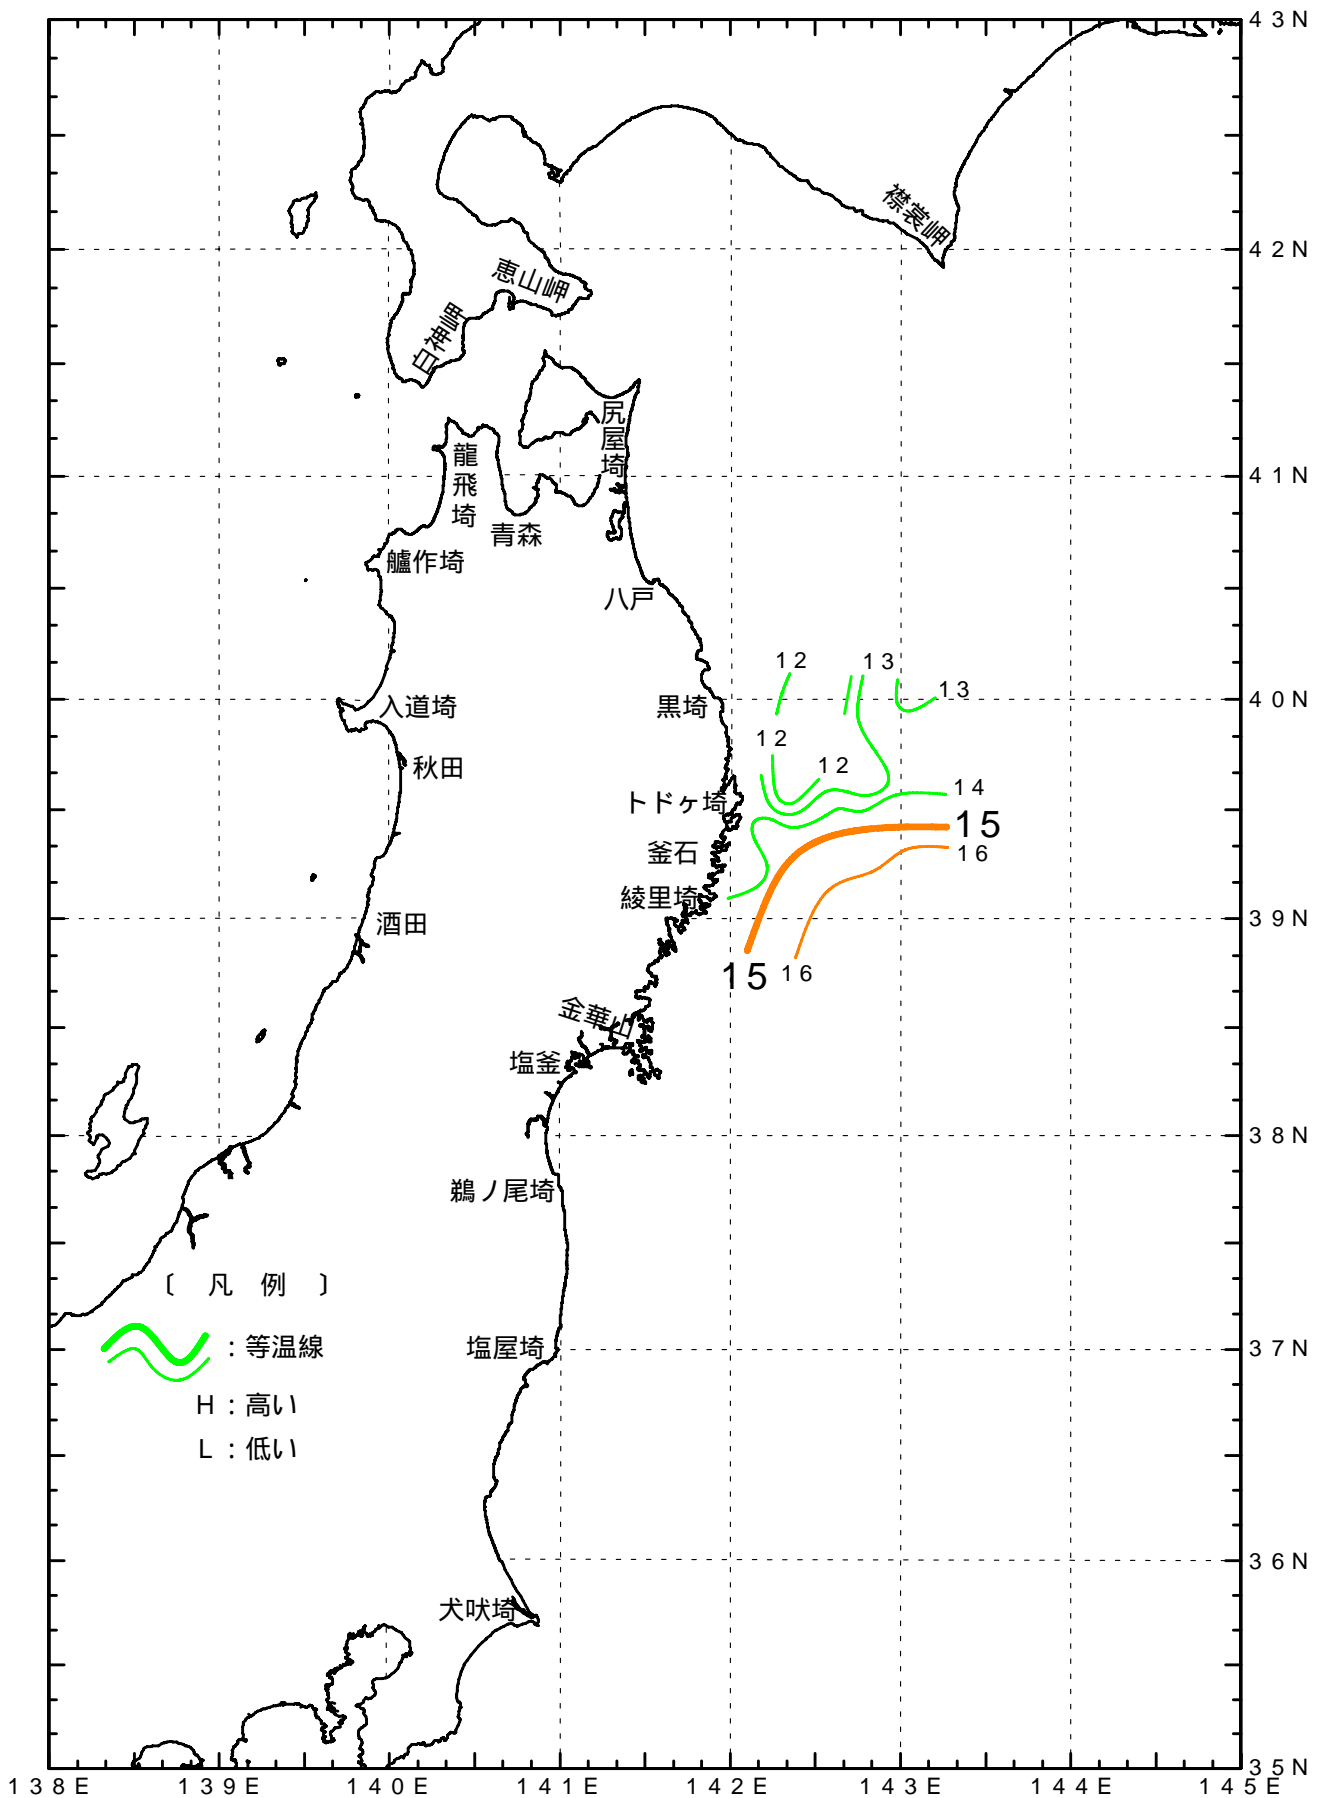 43N
襟裳岬
42N
恵山岬
白神岬
尻屋埼
龍飛埼
41N
青森
艫作埼
八戸
12
13
13
入道埼
黒埼
40N
12
秋田
12
トドヶ埼
14
15
釜石
16
綾里埼
39N
酒田
15
16
金華山
塩釜
38N
鵜ノ尾埼
〔 凡 例 〕
：等温線
塩屋埼
37N
H：高い
L：低い
36N
犬吠埼
35N
138E 139E 140E 141E 142E 143E 144E 145E